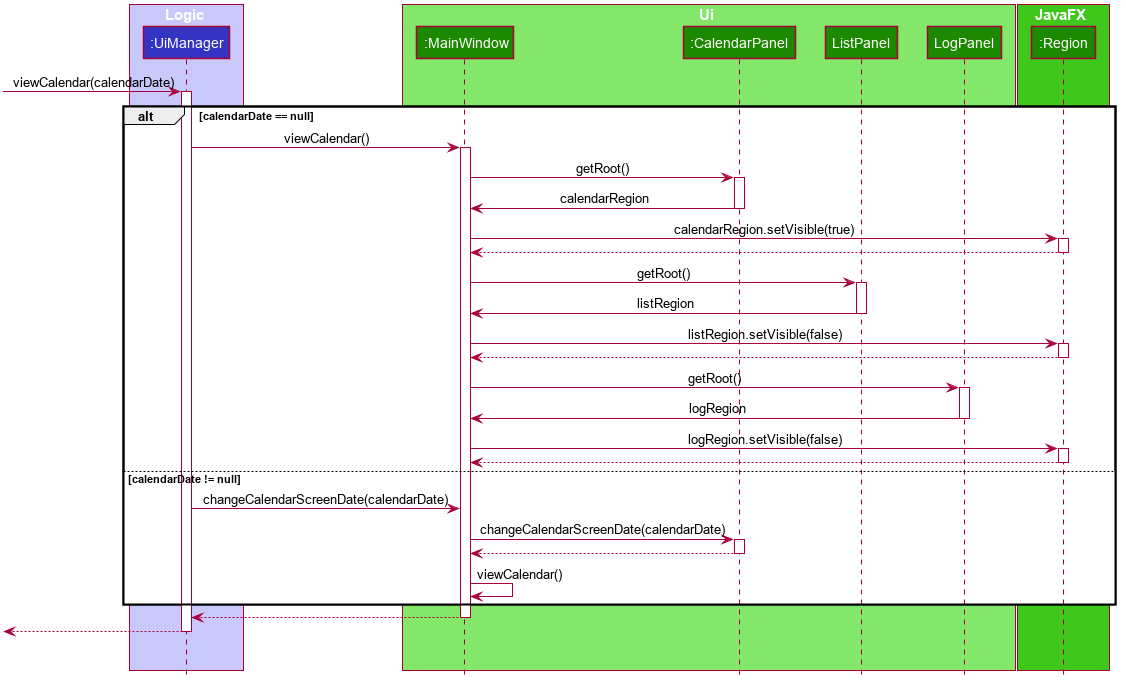 Logic
Ui
JavaFX
:UiManager
:MainWindow
:CalendarPanel
ListPanel
LogPanel
:Region
viewCalendar(calendarDate)
alt
[calendarDate == null]
viewCalendar()
getRoot()
calendarRegion
calendarRegion.setVisible(true)
getRoot()
listRegion
listRegion.setVisible(false)
getRoot()
logRegion
logRegion.setVisible(false)
[calendarDate != null]
changeCalendarScreenDate(calendarDate)
changeCalendarScreenDate(calendarDate)
viewCalendar()